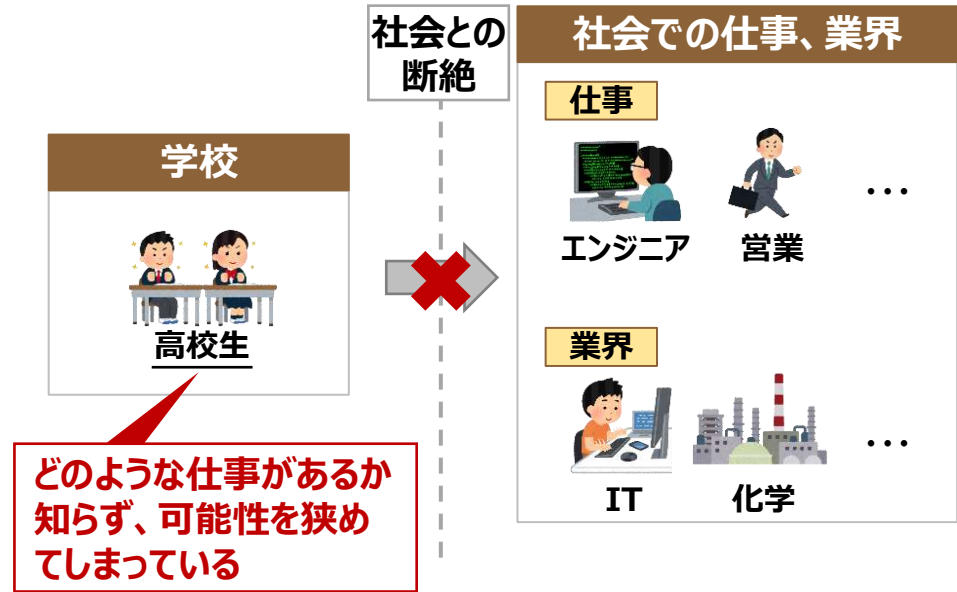 社会との
断絶
社会での仕事、業界
仕事
エンジニア
営業
…
学校
高校生
業界
IT
化学
…
どのような仕事があるか
知らず、可能性を狭め
てしまっている